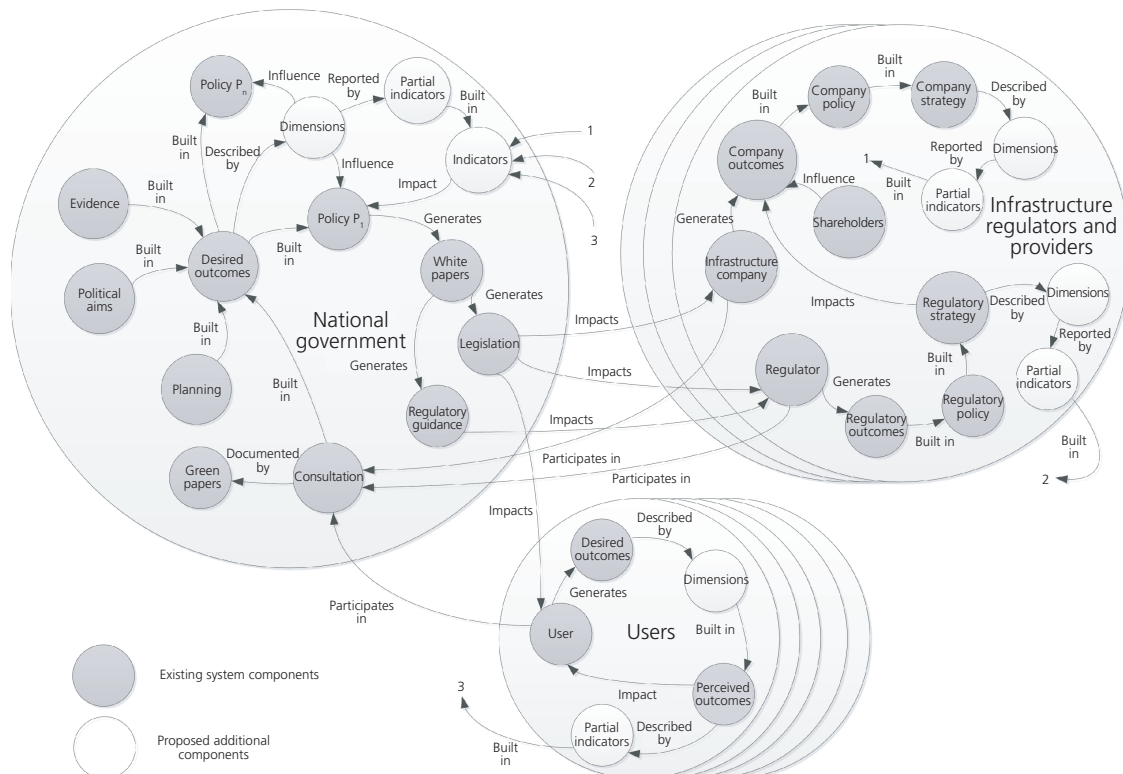 Policy Pn
Influence
Reported
by
Partial
indicators
Built
in
Dimensions
Built
in
Described
by
Influence
Indicators
1
2
3
Impact
Evidence
Built
in
Policy P1
Generates
Built
in
Desired
outcomes
Built
in
White
papers
Political
aims
Generates
Built
in
National
government
Legislation
Planning
Built
in
Generates
Regulatory
guidance
Documented
by
Green
papers
Consultation
Impacts
Impacts
Impacts
Participates in
Participates in
Impacts
Participates
in
Built
in
Company
policy
Built
in
Company
strategy
Described
by
Company
outcomes
Dimensions
Reported
by
1
Built
in
Partial
indicators
Influence
Shareholders
Generates
Infrastructure
regulators and
providers
Infrastructure
company
Impacts
Regulatory
strategy
Described
by
Dimensions
Reported
by
Partial
indicators
Regulator
Generates
Built
in
Regulatory
policy
Regulatory
outcomes
Built in
Built
in
2
Desired
outcomes
Described
by
Dimensions
Generates
User
Users
Built in
Perceived
outcomes
Impact
Described
by
Partial
indicators
3
Built
in
Existing system components
Proposed additional
components